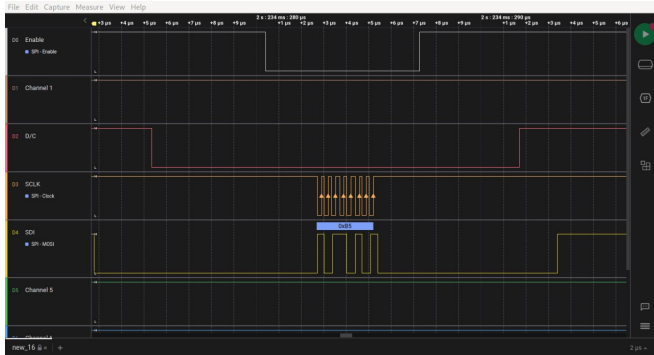 File Edit Capture Measure View Help
2 s : 234 ms : 280 µs
2 s : 234 ms : 290 µs
+3 µs +4 µs +5 µs +6 µs +7 µs +8 µs +9 µs +1 µs +2 µs +3 µs +4 µs +5 µs +6 µs +7 µs +8 µs +9 µs +1 µs +2 µs +3 µs +4 µs +5 µs +6 µs
D0 Enable
SPI - Enable
D1 Channel 1
D2 D/C
D3 SCLK
SPI - Clock
0xB5
D4 SDI
SPI - MOSI
D5 Channel 5
new_16 × +
2 µs